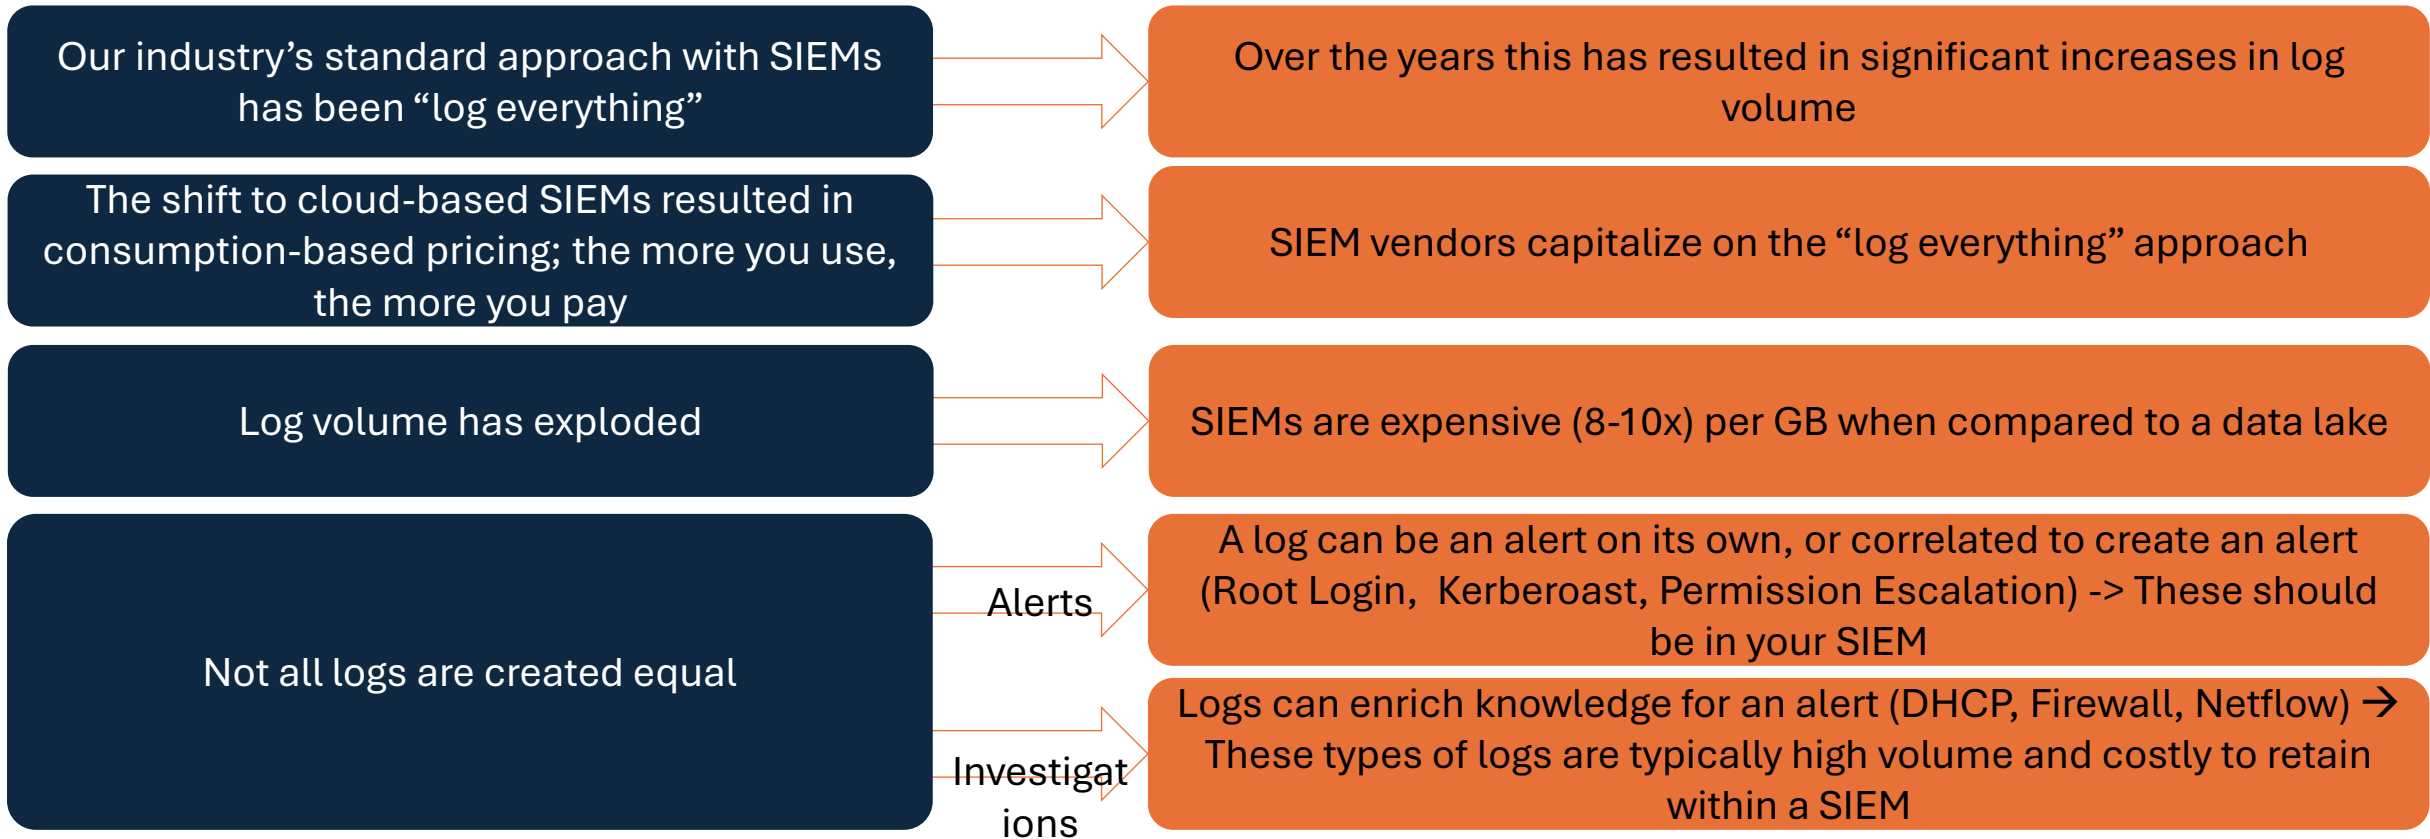 Our industry’s standard approach with SIEMs
has been “log everything”
Over the years this has resulted in significant increases in log
volume
The shift to cloud-based SIEMs resulted in
consumption-based pricing; the more you use,
the more you pay
SIEM vendors capitalize on the “log everything” approach
Log volume has exploded
SIEMs are expensive (8-10x) per GB when compared to a data lake
Not all logs are created equal
Alerts
A log can be an alert on its own, or correlated to create an alert
(Root Login,  Kerberoast, Permission Escalation) -> These should
be in your SIEM
Investigat
ions
Logs can enrich knowledge for an alert (DHCP, Firewall, Netflow) →
These types of logs are typically high volume and costly to retain
within a SIEM